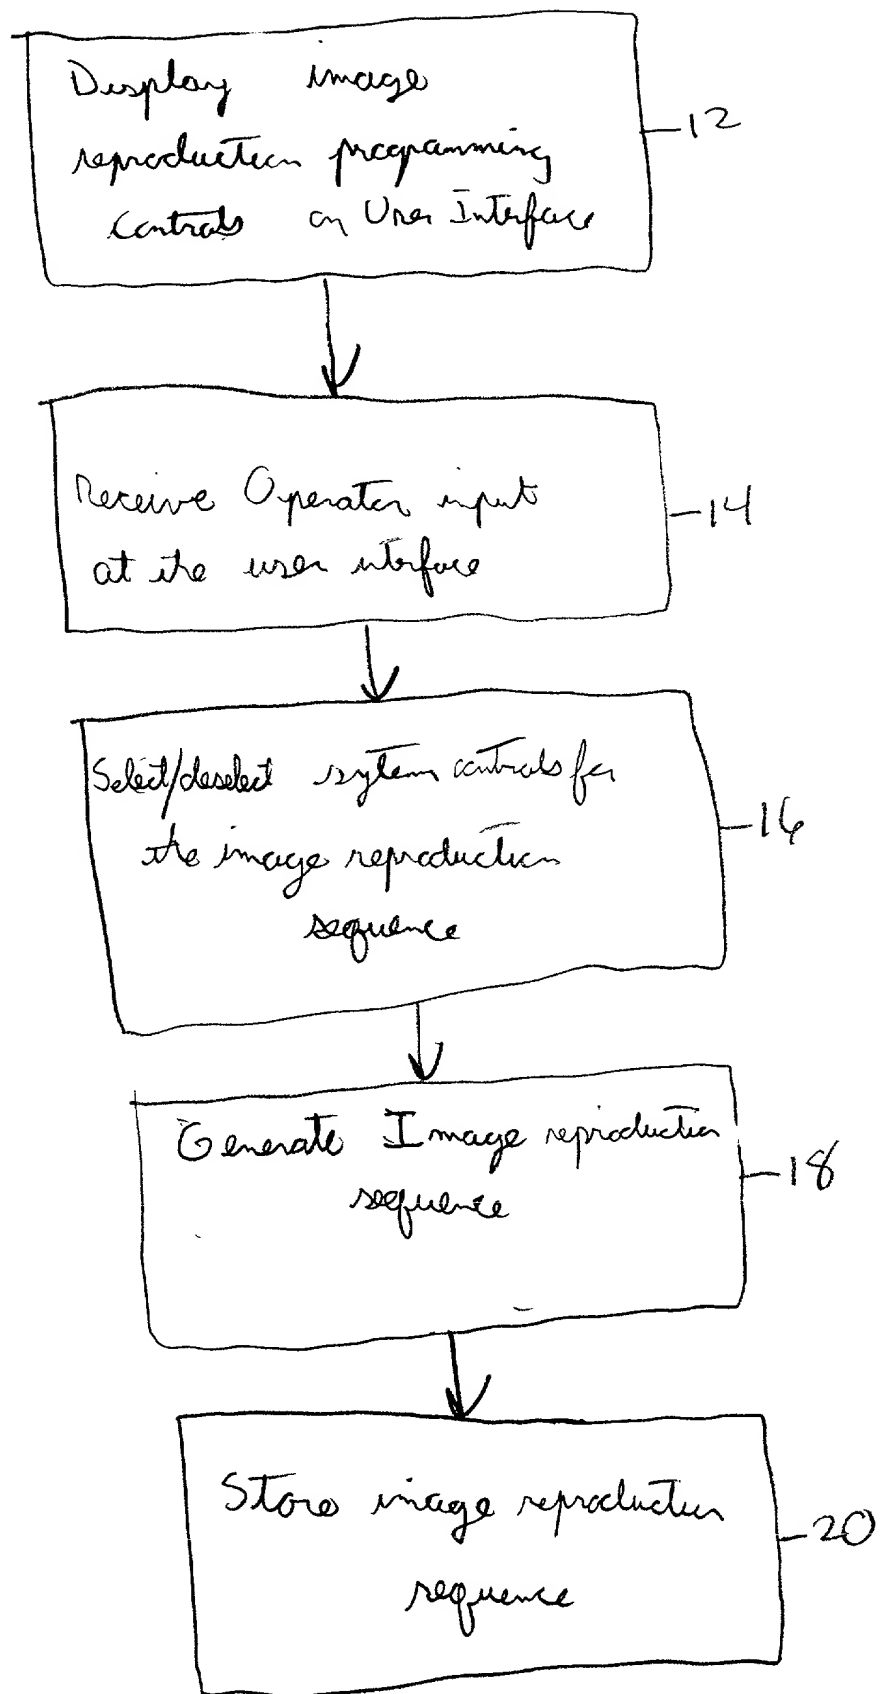 Display image
reproduction programming
controls on User Interface
12
Receive Operator input
at the user interface
14
Select/deselect system controls for
the image reproduction
sequence
16
Generate Image reproduction
sequence
18
Store image reproduction
sequence
20